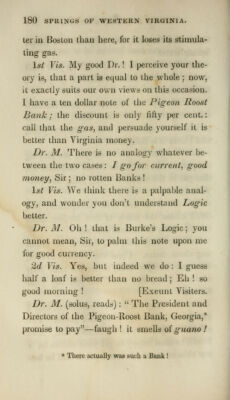 180 SPRINGS OF WESTERN VIRGINIA.
ter in Boston than here, for it loses its stimula-
ting gas.
1st Vis. My good Dr.! I perceive your the-
ory is, that a part is equal to the whole; now,
it exactly suits our own views on this occasion.
I have a ten dollar note of the Pigeon Roost
Bank; the discount is only fifty per cent.:
call that the gas, and persuade yourself it is
better than Virginia money.
Dr. M. There is no analogy whatever be-
tween the two cases: I go for current, good
money, Sir; no rotten Banks!
1st Vis. We think there is a palpable anal-
ogy, and wonder you don't understand Logic
better.
Dr. M. Oh! that is Burke's Logic; you
cannot mean, Sir, to palm this note upon me
for good currency.
2d Vis. Yes, but indeed we do: I guess
half a loaf is better than no bread; Eh! so
good morning! [Exeunt Visiters.
Dr. M. (solus, reads): "The President and
Directors of the Pigeon-Roost Bank, Georgia,*
promise to pay"—faugh! it smells of guano!
* There actually was such a Bank!